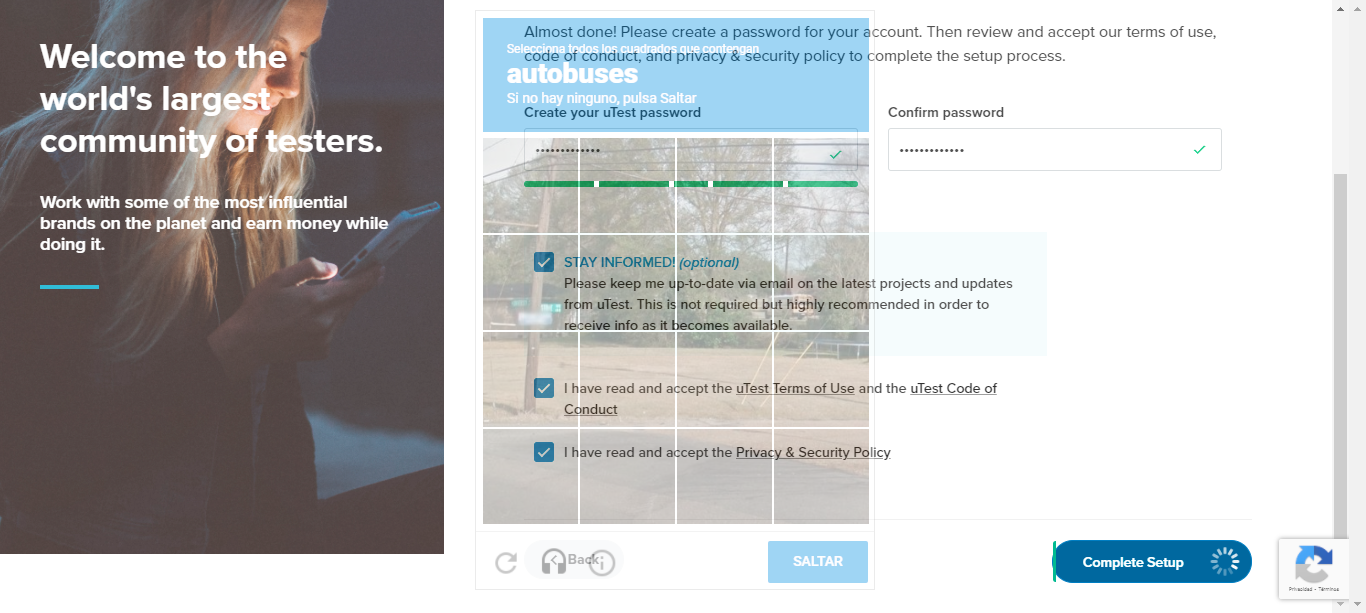 Welcome to the
world's largest
community of testers.
Work with some of the most influential
brands on the planet and earn money while
doing it.
Almost done! Please create a password for your account. Then review and accept our terms of use,
code of conduct, and privacy & security policy to complete the setup process.
Selecciona todos los cuadrados que contengan
autobuses
Si no hay ninguno, pulsa Saltar
Create your uTest password
Confirm password
•••••••••••••
•••••••••••••
STAY INFORMED! (optional)
Please keep me up-to-date via email on the latest projects and updates
from uTest. This is not required but highly recommended in order to
receive info as it becomes available.
I have read and accept the uTest Terms of Use and the uTest Code of
Conduct
I have read and accept the Privacy & Security Policy
Back
SALTAR
Complete Setup
Privacidad - Términos